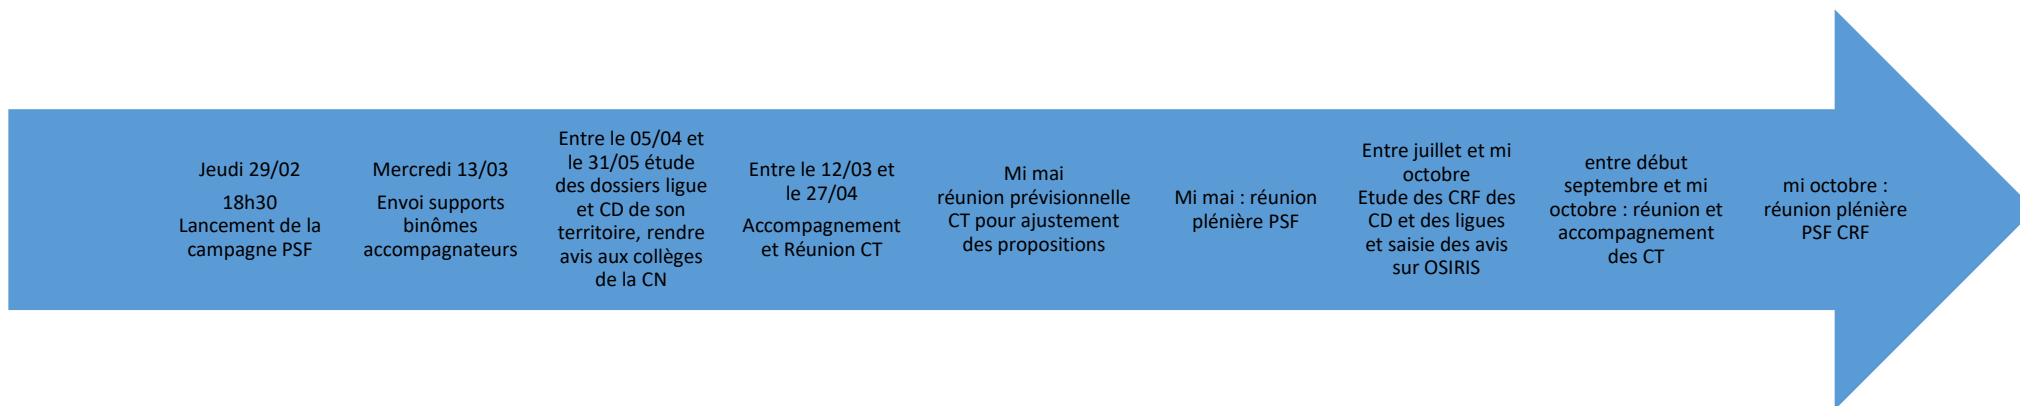 Jeudi 29/02
18h30
Lancement de la
campagne PSF
Mercredi 13/03
Envoi supports
binômes
accompagnateurs
Entre le 05/04 et
le 31/05 étude
des dossiers ligue
et CD de son
territoire, rendre
avis aux collèges
de la CN
Entre le 12/03 et
le 27/04
Accompagnement
et Réunion CT
Mi mai
réunion prévisionnelle
CT pour ajustement
des propositions
Mi mai : réunion
plénière PSF
Entre juillet et mi
octobre
Etude des CRF des
CD et des ligues
et saisie des avis
sur OSIRIS
entre début
septembre et mi
octobre : réunion et
accompagnement
des CT
mi octobre :
réunion plénière
PSF CRF